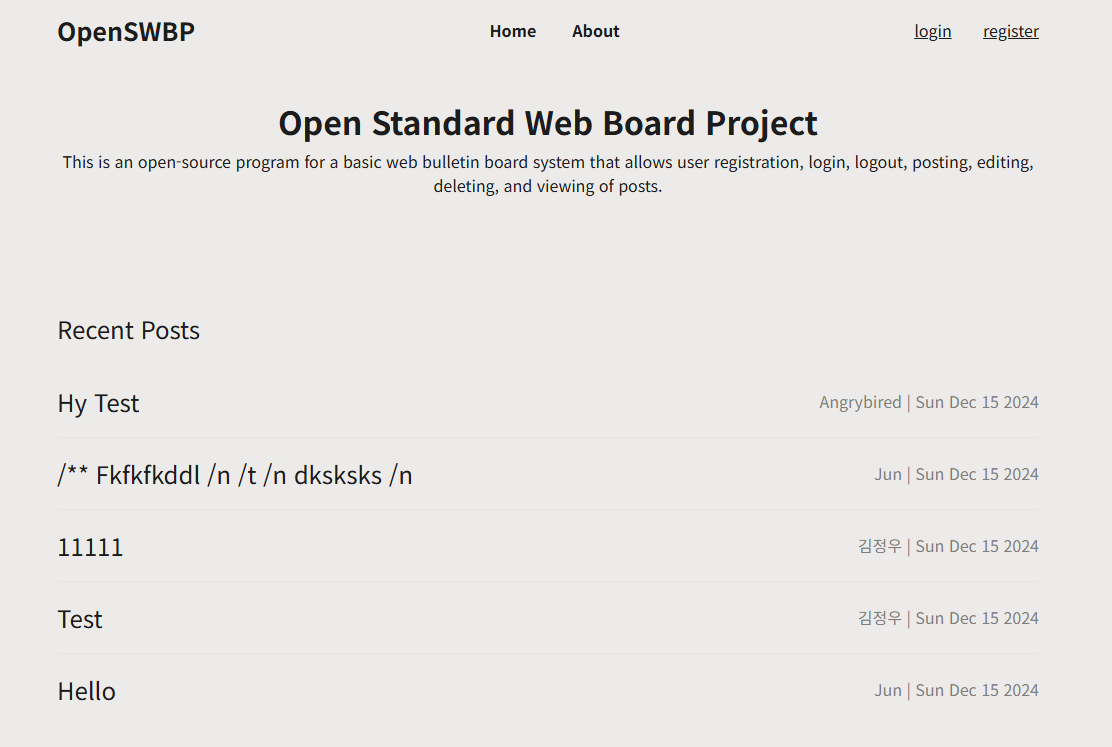 OpenSWBP
Home About
login register
Open Standard Web Board Project
This is an open-source program for a basic web bulletin board system that allows user registration, login, logout, posting, editing,
deleting, and viewing of posts.
Recent Posts
Hy Test Angrybired | Sun Dec 15 2024
/** Fkfkfkddl /n /t /n dksksks /n Jun | Sun Dec 15 2024
11111 김정우 | Sun Dec 15 2024
Test 김정우 | Sun Dec 15 2024
Hello Jun | Sun Dec 15 2024